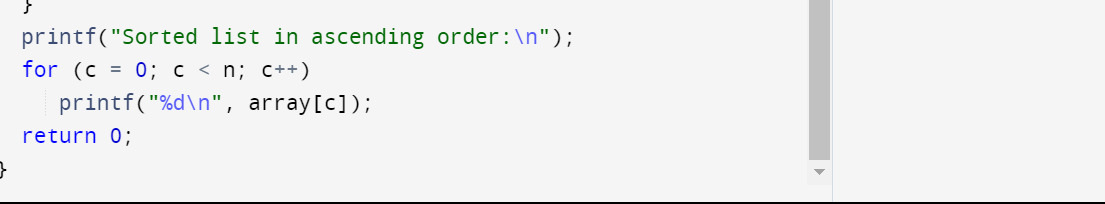 }
printf("Sorted list in ascending order:\n");
for (c = 0; c < n; c++)
printf("%d\n", array[c]);
return 0;
}